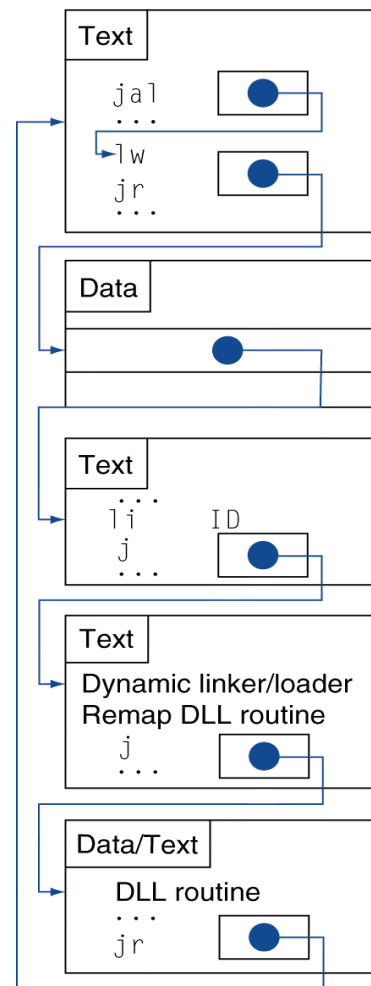 Text
jal
...
lw
jr
...
Data
Text
...
li ID
j
...
Text
Dynamic linker/loader
Remap DLL routine
j
...
Data/Text
DLL routine
...
jr